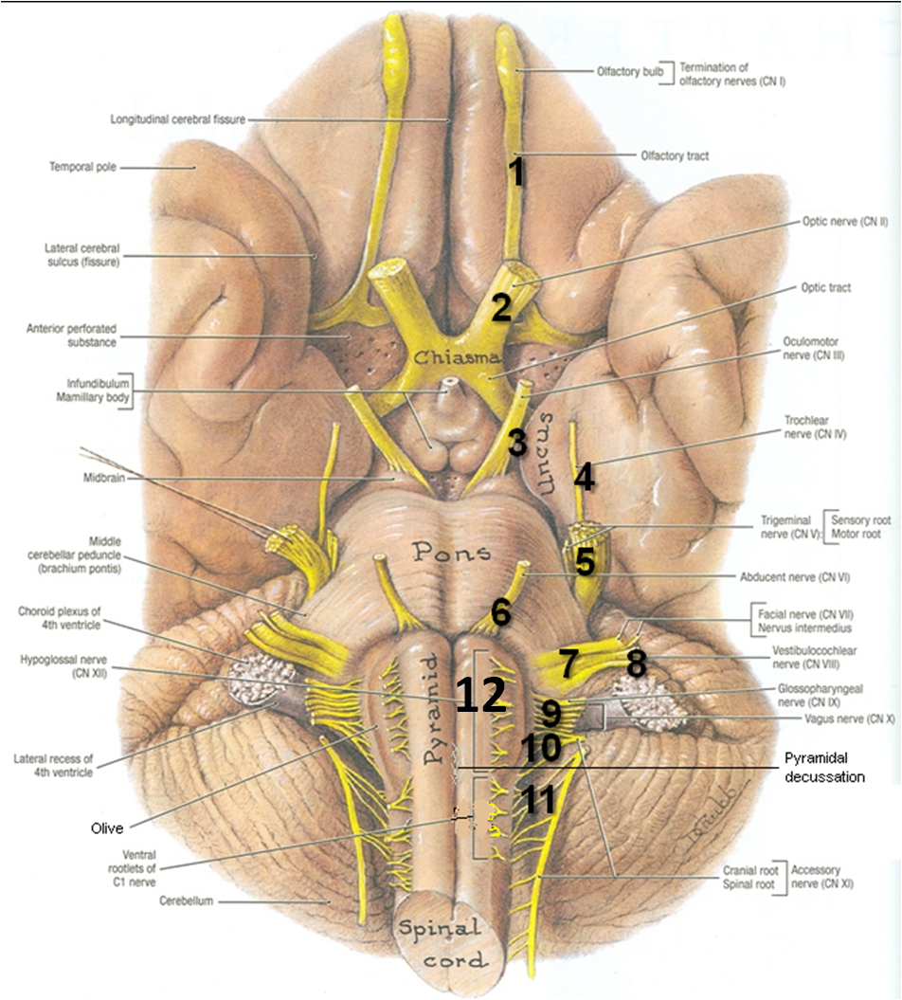 Olfactory bulb
Termination of
olfactory nerves (CN I)
Longitudinal cerebral fissure
Olfactory tract
1
Temporal pole
Optic nerve (CN II)
Lateral cerebral
sulcus (fissure)
Optic tract
2
Anterior perforated
substance
Chiasma
Oculomotor
nerve (CN III)
Infundibulum
Mamillary body
Uncus
3
Trochlear
nerve (CN IV)
4
Midbrain
Trigeminal
nerve (CN V):
Sensory root
Motor root
Middle
cerebellar peduncle
(brachium pontis)
Pons
5
Abducent nerve (CN VI)
6
Choroid plexus of
4th ventricle
Facial nerve (CN VII)
Nervus intermedius
Hypoglossal nerve
(CN XII)
7
8
Vestibulocochlear
nerve (CN VIII)
Pyramid
12
Glossopharyngeal
nerve (CN IX)
9
Vagus nerve (CN X)
10
Lateral recess of
4th ventricle
Pyramidal
decussation
11
Olive
Ventral
rootlets of
C1 nerve
Cranial root
Spinal root
Accessory
nerve (CN XI)
Cerebellum
Spinal
cord